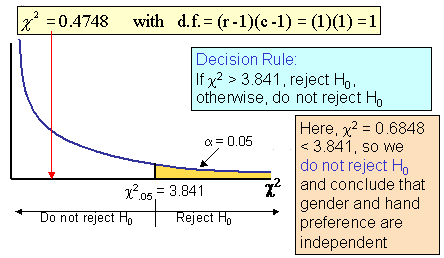 χ² = 0.4748 with d.f. = (r -1)(c -1) = (1)(1) = 1
Decision Rule:
If χ² > 3.841, reject H₀,
otherwise, do not reject H₀
Here, χ² = 0.6848
< 3.841, so we
do not reject H₀
and conclude that
gender and hand
preference are
independent
α = 0.05
χ².05 = 3.841
χ²
Do not reject H₀
Reject H₀